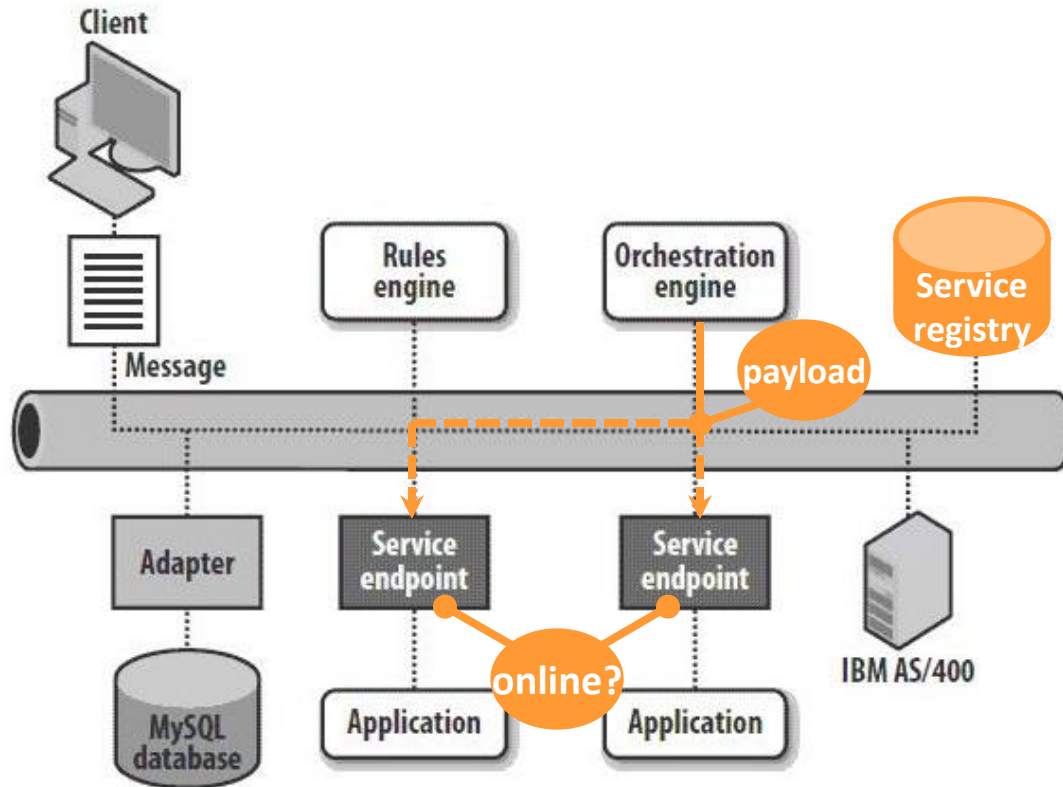 Client
Rules
engine
Orchestration
engine
Service
registry
Message
payload
Adapter
Service
endpoint
Service
endpoint
online?
IBM AS/400
MySQL
database
Application
Application